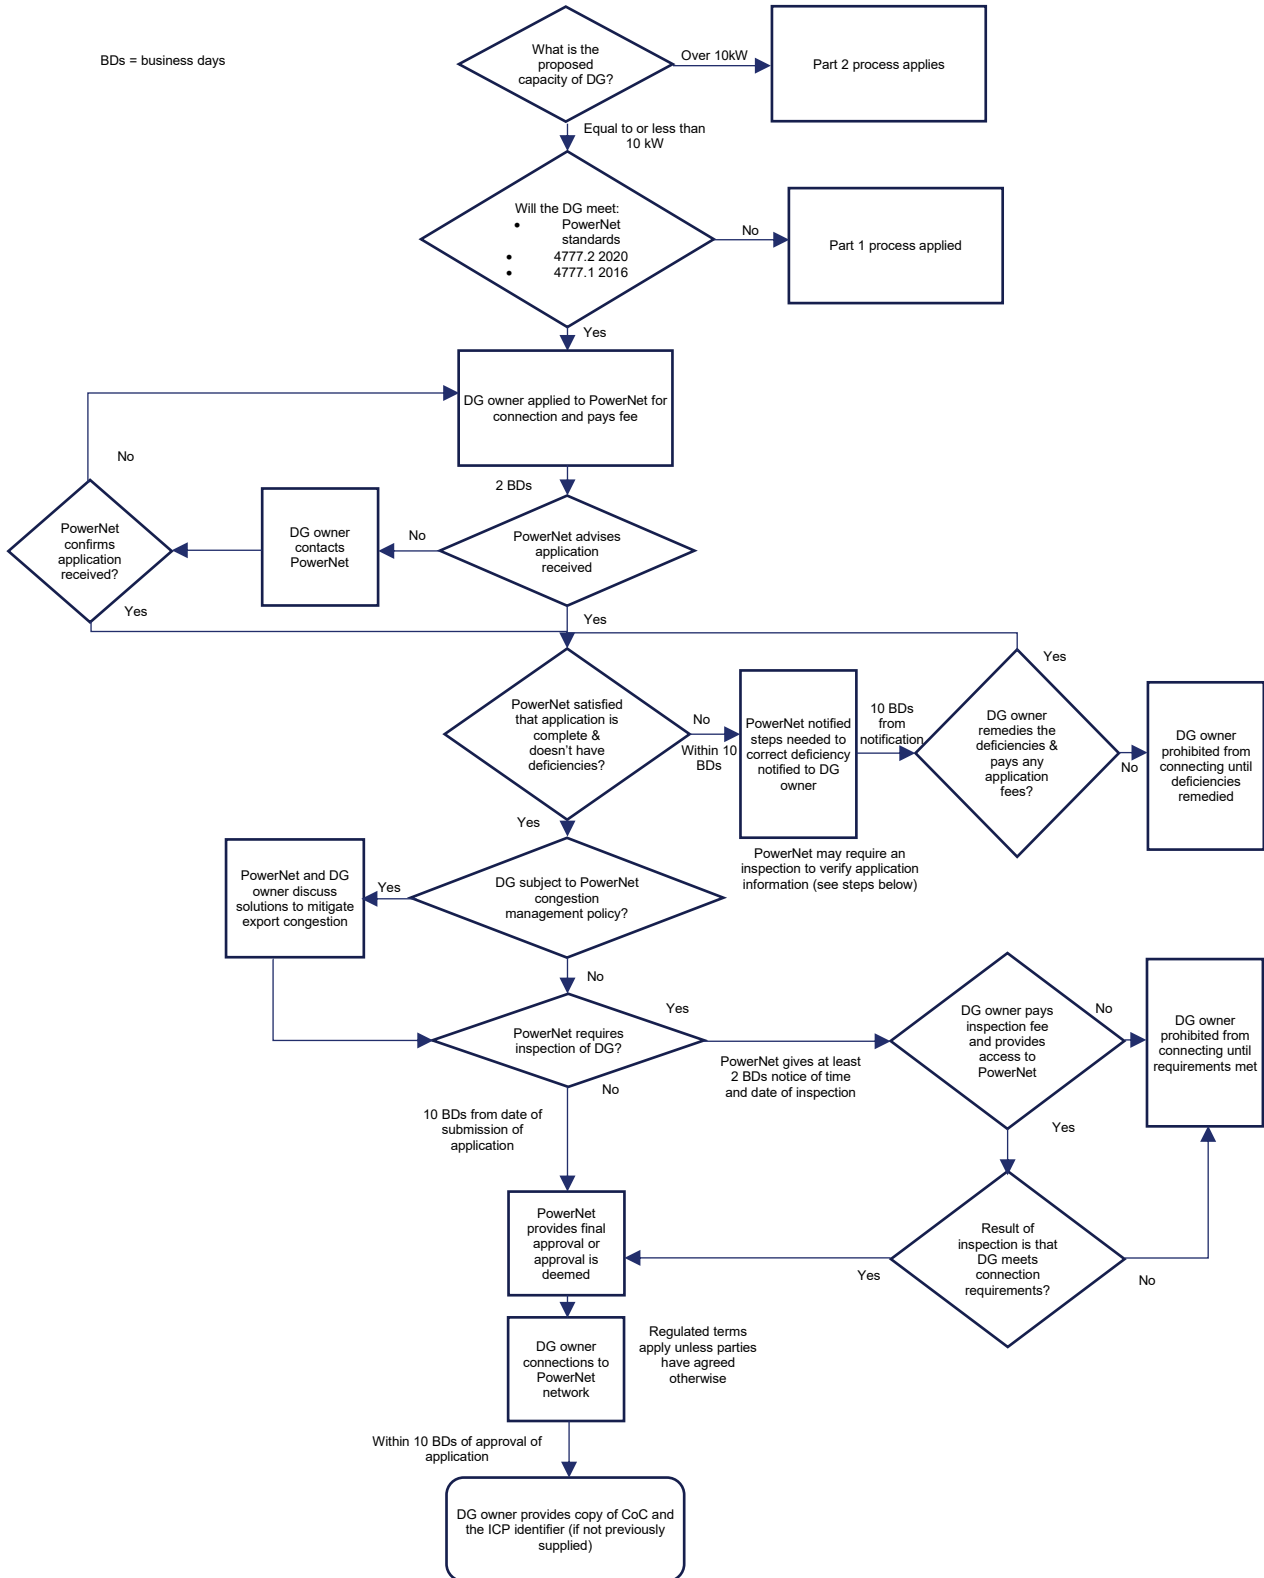 BDs = business days
What is the
proposed
capacity of DG?
Over 10kW
Part 2 process applies
Equal to or less than
10 kW
Will the DG meet:
• PowerNet
standards
• 4777.2 2020
• 4777.1 2016
No
Part 1 process applied
Yes
DG owner applied to PowerNet for
connection and pays fee
No
2 BDs
PowerNet
confirms
application
received?
DG owner
contacts
PowerNet
No
PowerNet advises
application
received
Yes
Yes
PowerNet satisfied
that application is
complete &
doesn't have
deficiencies?
No
Within 10
BDs
PowerNet notified
steps needed to
correct deficiency
notified to DG
owner
10 BDs
from
notification
Yes
DG owner
remedies the
deficiencies &
pays any
application
fees?
No
DG owner
prohibited from
connecting until
deficiencies
remedied
PowerNet may require an
inspection to verify application
information (see steps below)
Yes
DG subject to PowerNet
congestion
management policy?
Yes
PowerNet and DG
owner discuss
solutions to mitigate
export congestion
No
PowerNet requires
inspection of DG?
Yes
PowerNet gives at least
2 BDs notice of time
and date of inspection
DG owner pays
inspection fee
and provides
access to
PowerNet
No
DG owner
prohibited from
connecting until
requirements met
No
10 BDs from date of
submission of
application
Yes
PowerNet
provides final
approval or
approval is
deemed
Yes
Result of
inspection is that
DG meets
connection
requirements?
No
DG owner
connections to
PowerNet
network
Regulated terms
apply unless parties
have agreed
otherwise
Within 10 BDs of approval of
application
DG owner provides copy of CoC and
the ICP identifier (if not previously
supplied)